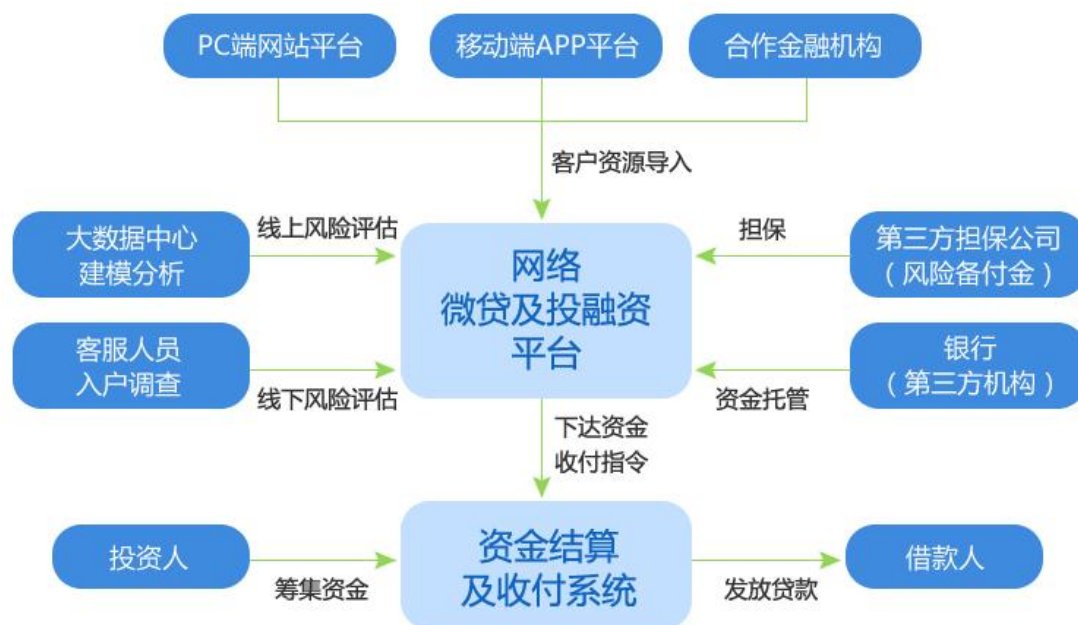 PC端网站平台
移动端APP平台
合作金融机构
客户资源导入
大数据中心
建模分析
线上风险评估
网络
微贷及投融资
平台
担保
第三方担保公司
（风险备付金）
客服人员
入户调查
线下风险评估
资金托管
银行
（第三方机构）
下达资金
收付指令
投资人
筹集资金
资金结算
及收付系统
发放贷款
借款人